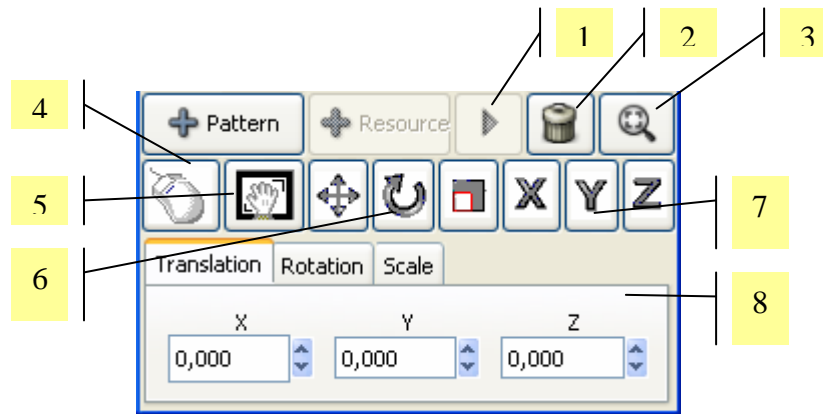 1 2 3
4
Pattern Resource
X Y Z
5
7
6
Translation Rotation Scale
8
X Y Z
0,000 0,000 0,000